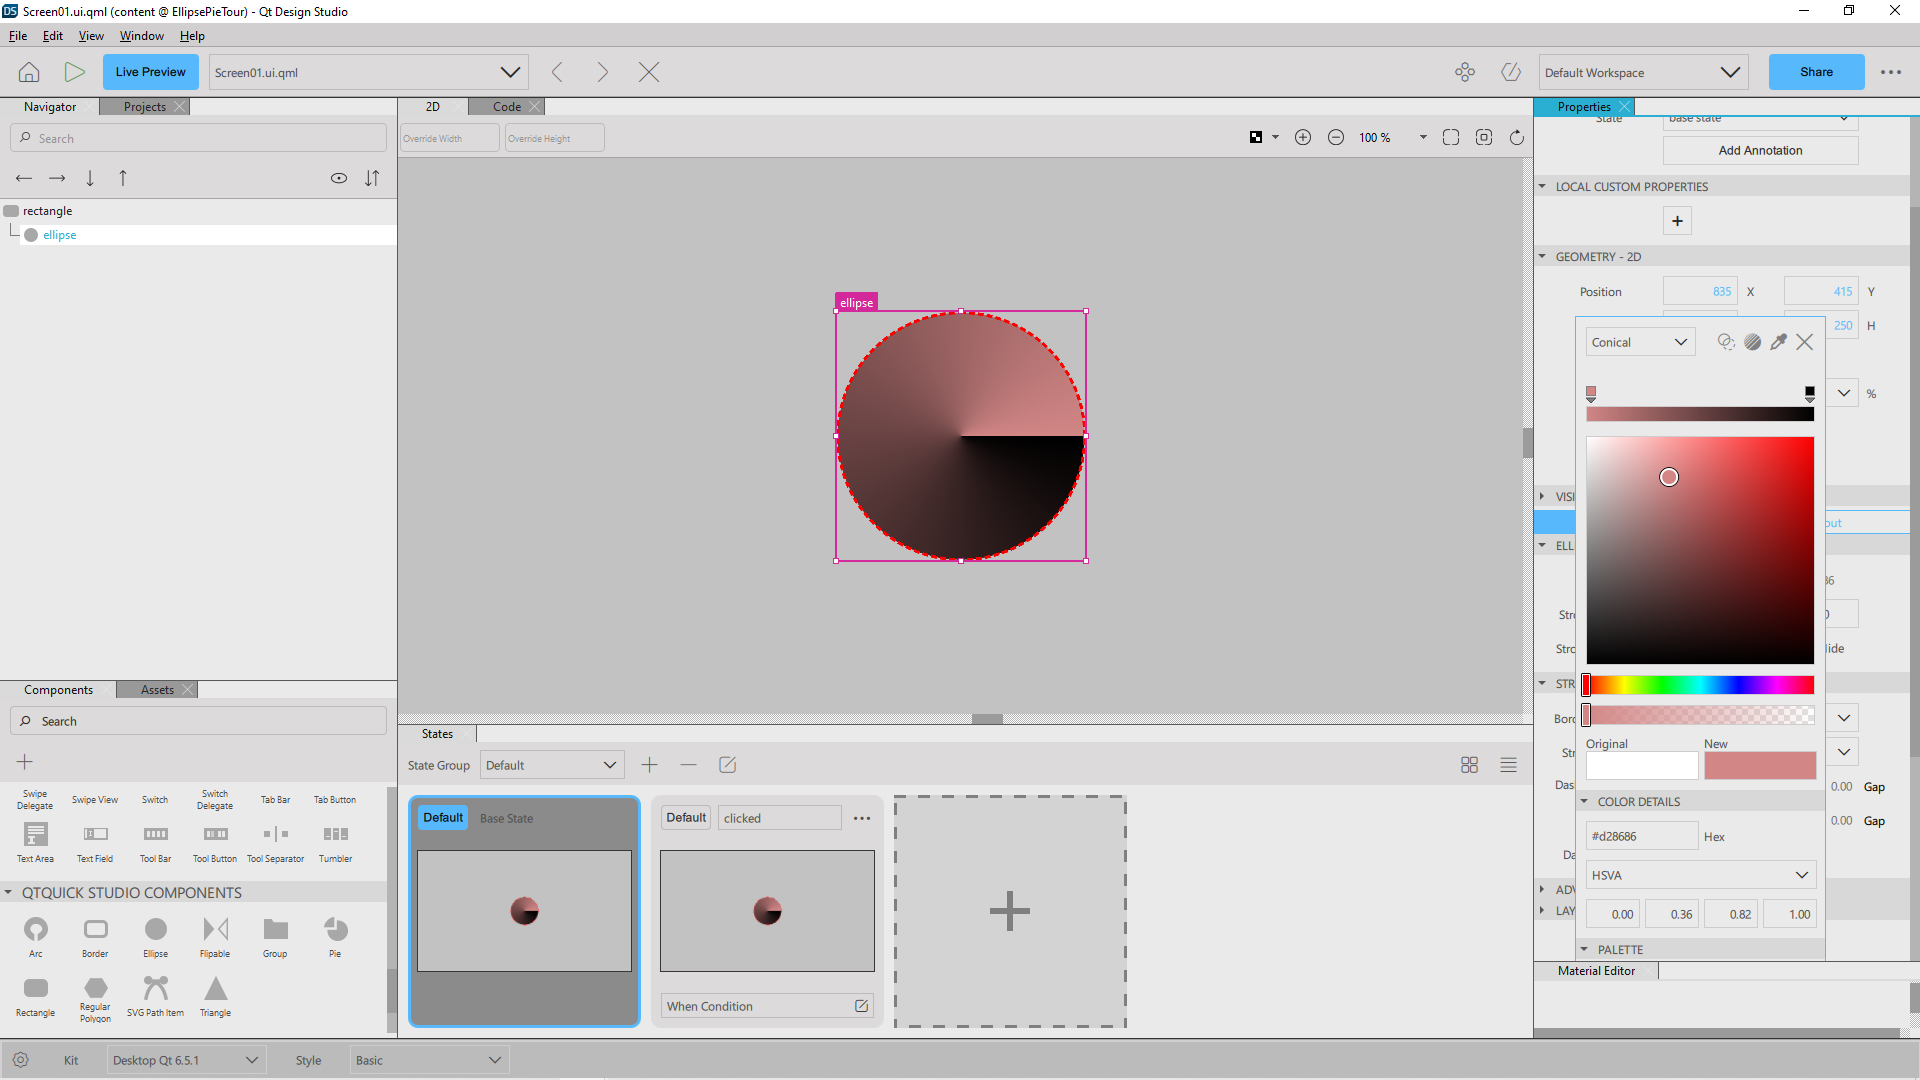 DS Screen01.ui.qml (content @ EllipsePieTour) - Qt Design Studio
File Edit View Window Help
Live Preview Screen01.ui.qml Default Workspace Share
Navigator Projects 2D Code Properties
State base state
Search Override Width Override Height 100 %
Add Annotation
LOCAL CUSTOM PROPERTIES
rectangle
ellipse
GEOMETRY - 2D
Position 835 X 415 Y
ellipse
250 H
Conical
%
VISI
out
ELL
36
Stro 0
Stro lide
STR
Components Assets
Search
Bord
Str
Original New
Das 0.00 Gap
COLOR DETAILS
0.00 Gap
#d28686 Hex
Da
HSVA
ADV
LAY
0.00 0.36 0.82 1.00
PALETTE
Material Editor
States
State Group Default
Default Base State Default clicked
When Condition
Swipe Delegate Swipe View Switch Switch Delegate Tab Bar Tab Button
Text Area Text Field Tool Bar Tool Button Tool Separator Tumbler
QTQUICK STUDIO COMPONENTS
Arc Border Ellipse Flipable Group Pie
Rectangle Regular Polygon SVG Path Item Triangle
Kit Desktop Qt 6.5.1 Style Basic